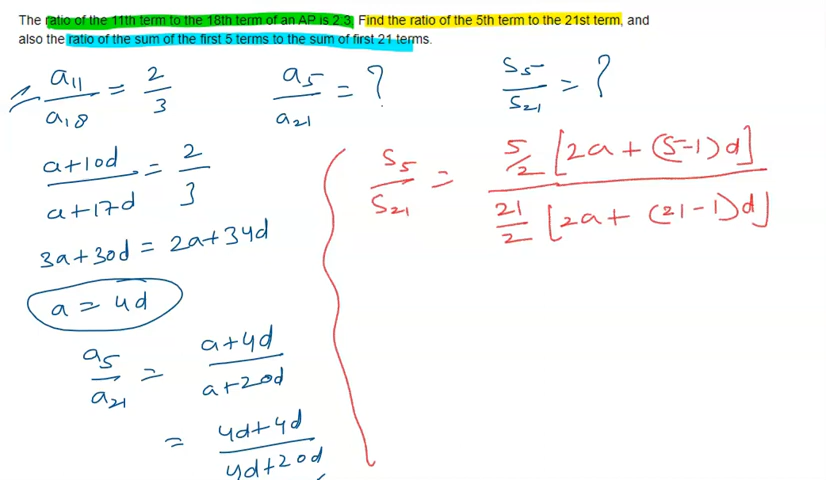 The ratio of the 11th term to the 18th term of an AP is 2:3. Find the ratio of the 5th term to the 21st term, and
also the ratio of the sum of the first 5 terms to the sum of first 21 terms.
a₁₁/a₁₈ = 2/3   a₅/a₂₁ = ?   S₅/S₂₁ = ?
(a+10d)/(a+17d) = 2/3
3a+30d = 2a+34d
a = 4d
a₅/a₂₁ = (a+4d)/(a+20d)
= (4d+4d)/(4d+20d)
S₅/S₂₁ = 5/2 [2a + (5-1)d] / 21/2 [2a + (21-1)d]